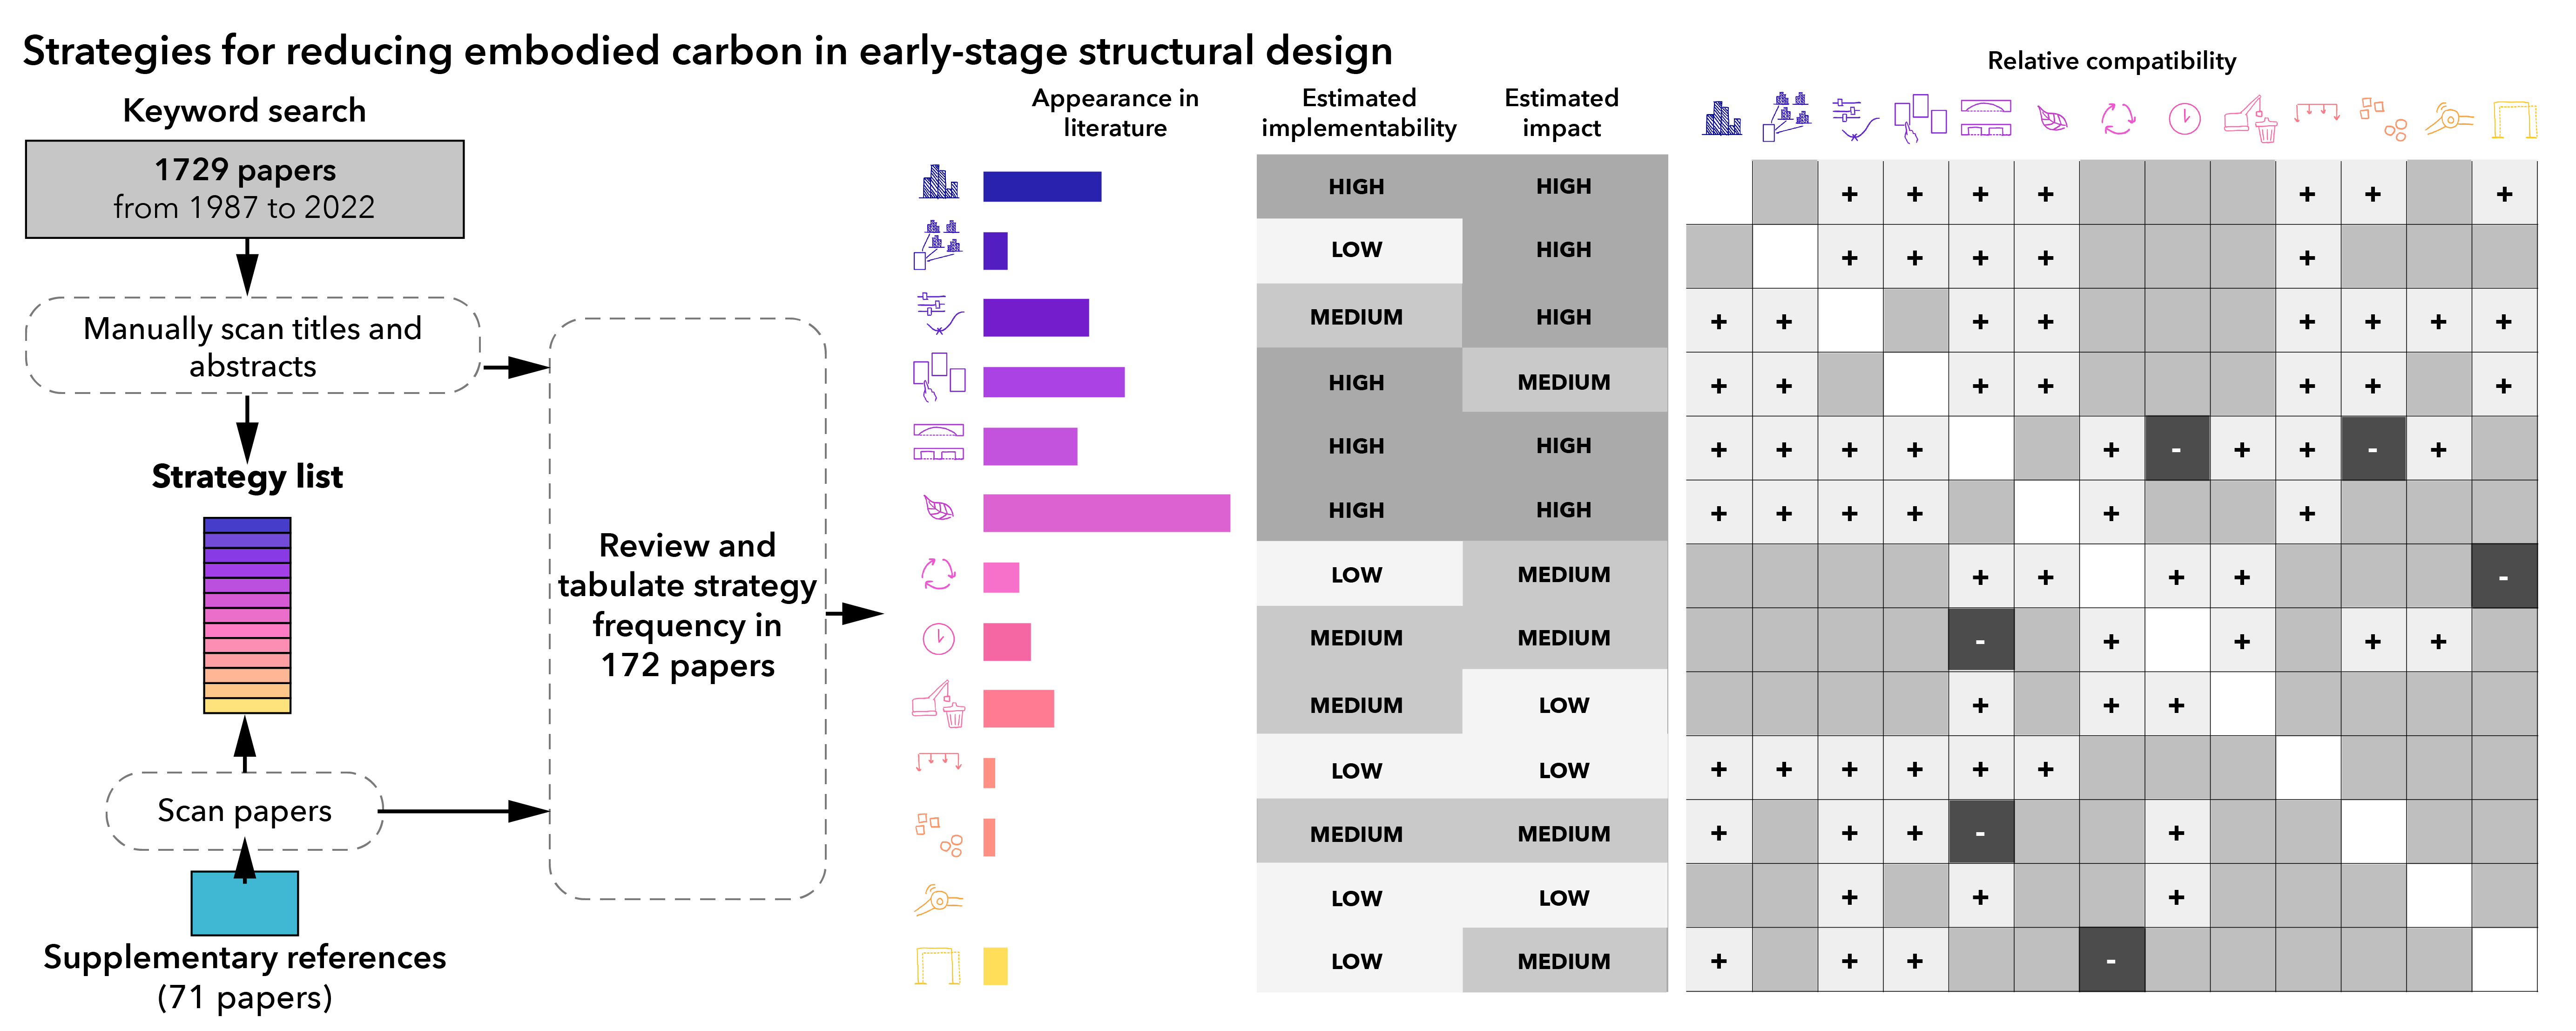 Strategies for reducing embodied carbon in early-stage structural design
Keyword search
1729 papers
from 1987 to 2022
Manually scan titles and
abstracts
Strategy list
Scan papers
Supplementary references
(71 papers)
Review and
tabulate strategy
frequency in
172 papers
Appearance in
literature
Estimated
implementability
Estimated
impact
Relative compatibility
HIGH HIGH + + + + + + +
LOW HIGH + + + + +
MEDIUM HIGH + + + + + + + +
HIGH MEDIUM + + + + + + +
HIGH HIGH + + + + + - + + - +
HIGH HIGH + + + + + +
LOW MEDIUM + + + + -
MEDIUM MEDIUM - + + + +
MEDIUM LOW + + +
LOW LOW + + + + + +
MEDIUM MEDIUM + + + - +
LOW LOW + + +
LOW MEDIUM + + + -